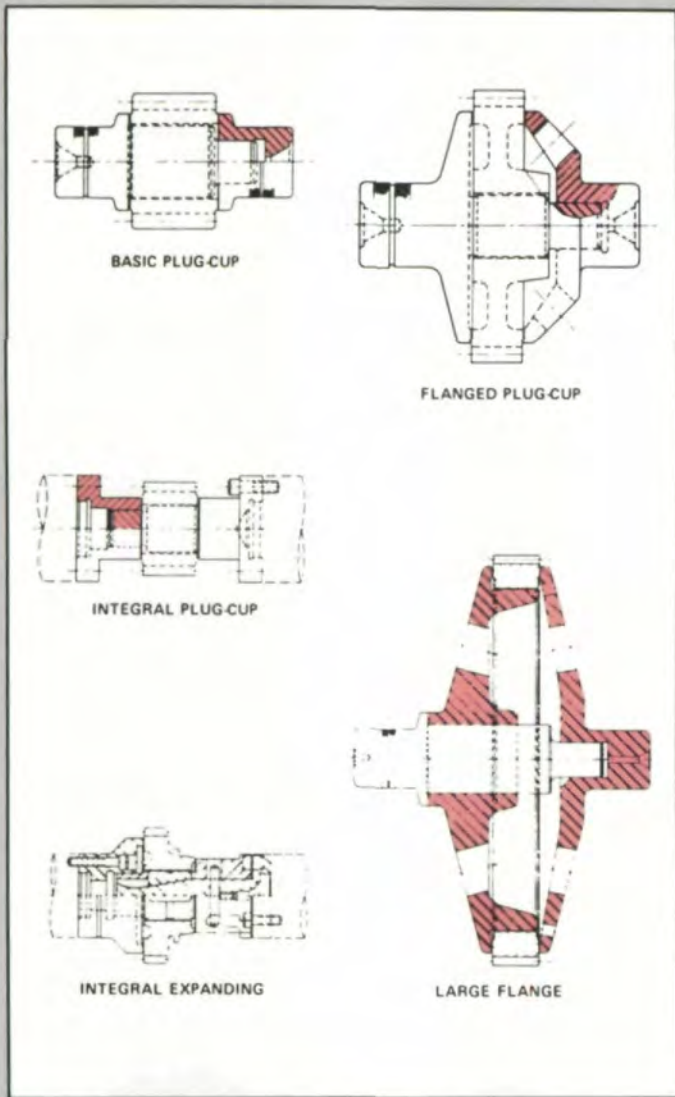 BASIC PLUG-CUP
FLANGED PLUG-CUP
INTEGRAL PLUG-CUP
INTEGRAL EXPANDING
LARGE FLANGE